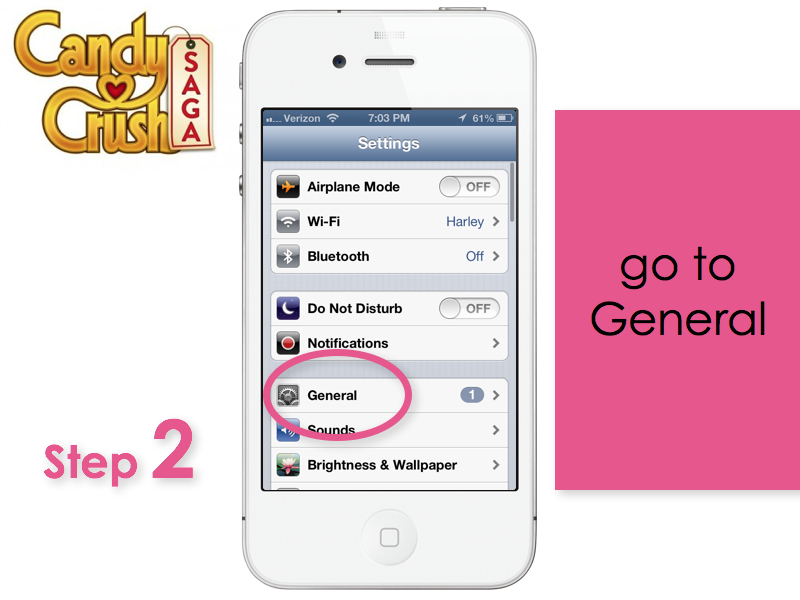 Candy
Crush
SAGA
Verizon 7:03 PM 61%
Settings
Airplane Mode OFF
Wi-Fi Harley
Bluetooth Off
Do Not Disturb OFF
Notifications
General 1
Sounds
Brightness & Wallpaper
Step 2
go to
General